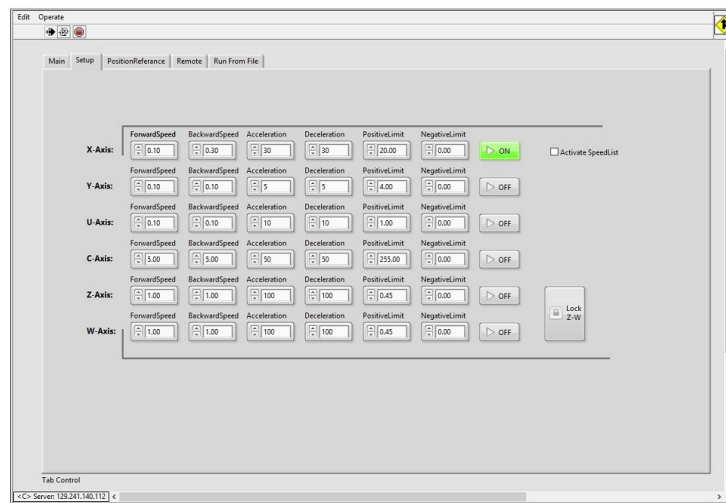 Edit Operate
Main Setup PositionReferance Remote Run From File
ForwardSpeed BackwardSpeed Acceleration Deceleration PositiveLimit NegativeLimit
X-Axis: 0.10 0.30 30 30 20.00 0.00 ON Activate SpeedList
ForwardSpeed BackwardSpeed Acceleration Deceleration PositiveLimit NegativeLimit
Y-Axis: 0.10 0.10 5 5 4.00 0.00 OFF
ForwardSpeed BackwardSpeed Acceleration Deceleration PositiveLimit NegativeLimit
U-Axis: 0.10 0.10 10 10 1.00 0.00 OFF
ForwardSpeed BackwardSpeed Acceleration Deceleration PositiveLimit NegativeLimit
C-Axis: 5.00 5.00 50 50 255.00 0.00 OFF
ForwardSpeed BackwardSpeed Acceleration Deceleration PositiveLimit NegativeLimit
Z-Axis: 1.00 1.00 100 100 0.45 0.00 OFF
Lock
Z-W
ForwardSpeed BackwardSpeed Acceleration Deceleration PositiveLimit NegativeLimit
W-Axis: 1.00 1.00 100 100 0.45 0.00 OFF
Tab Control
<C> Server: 129.241.140.112